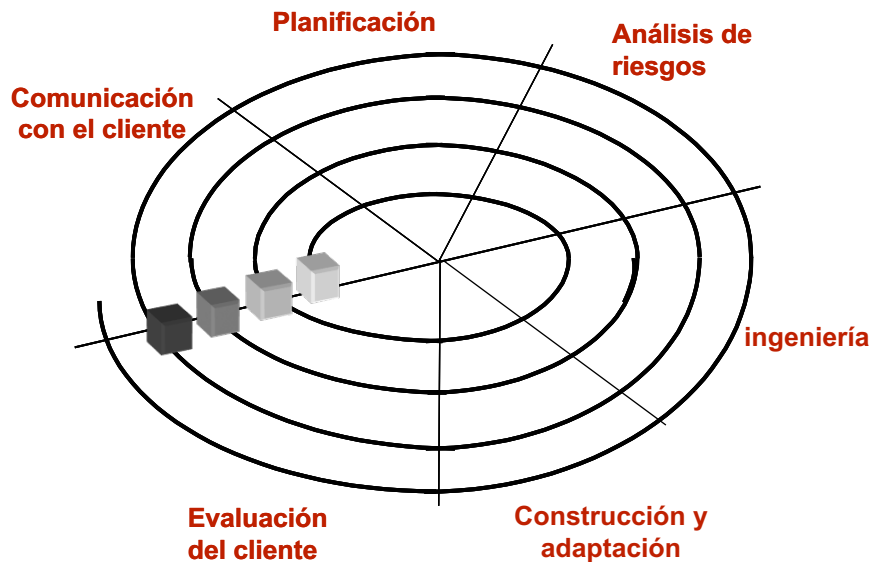 Planificación
Análisis de
riesgos
Comunicación
con el cliente
ingeniería
Evaluación
del cliente
Construcción y
adaptación